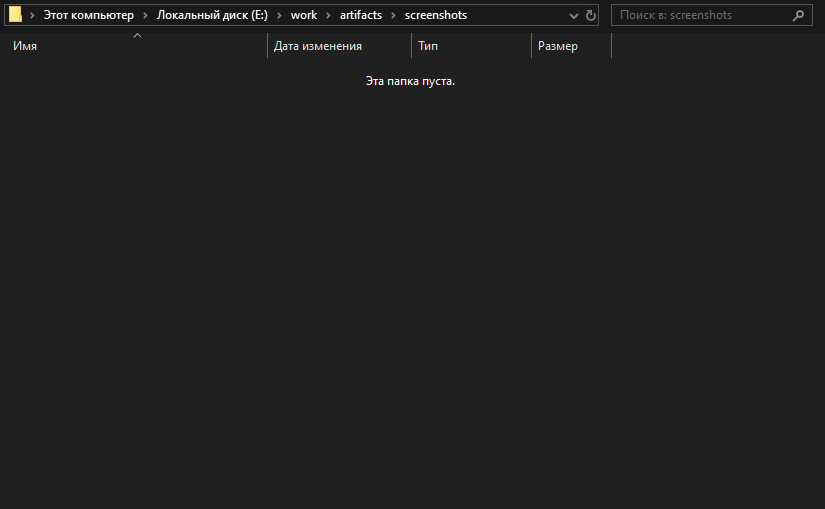 Этот компьютер > Локальный диск (E:) > work > artifacts > screenshots
Поиск в: screenshots
Имя Дата изменения Тип Размер
Эта папка пуста.